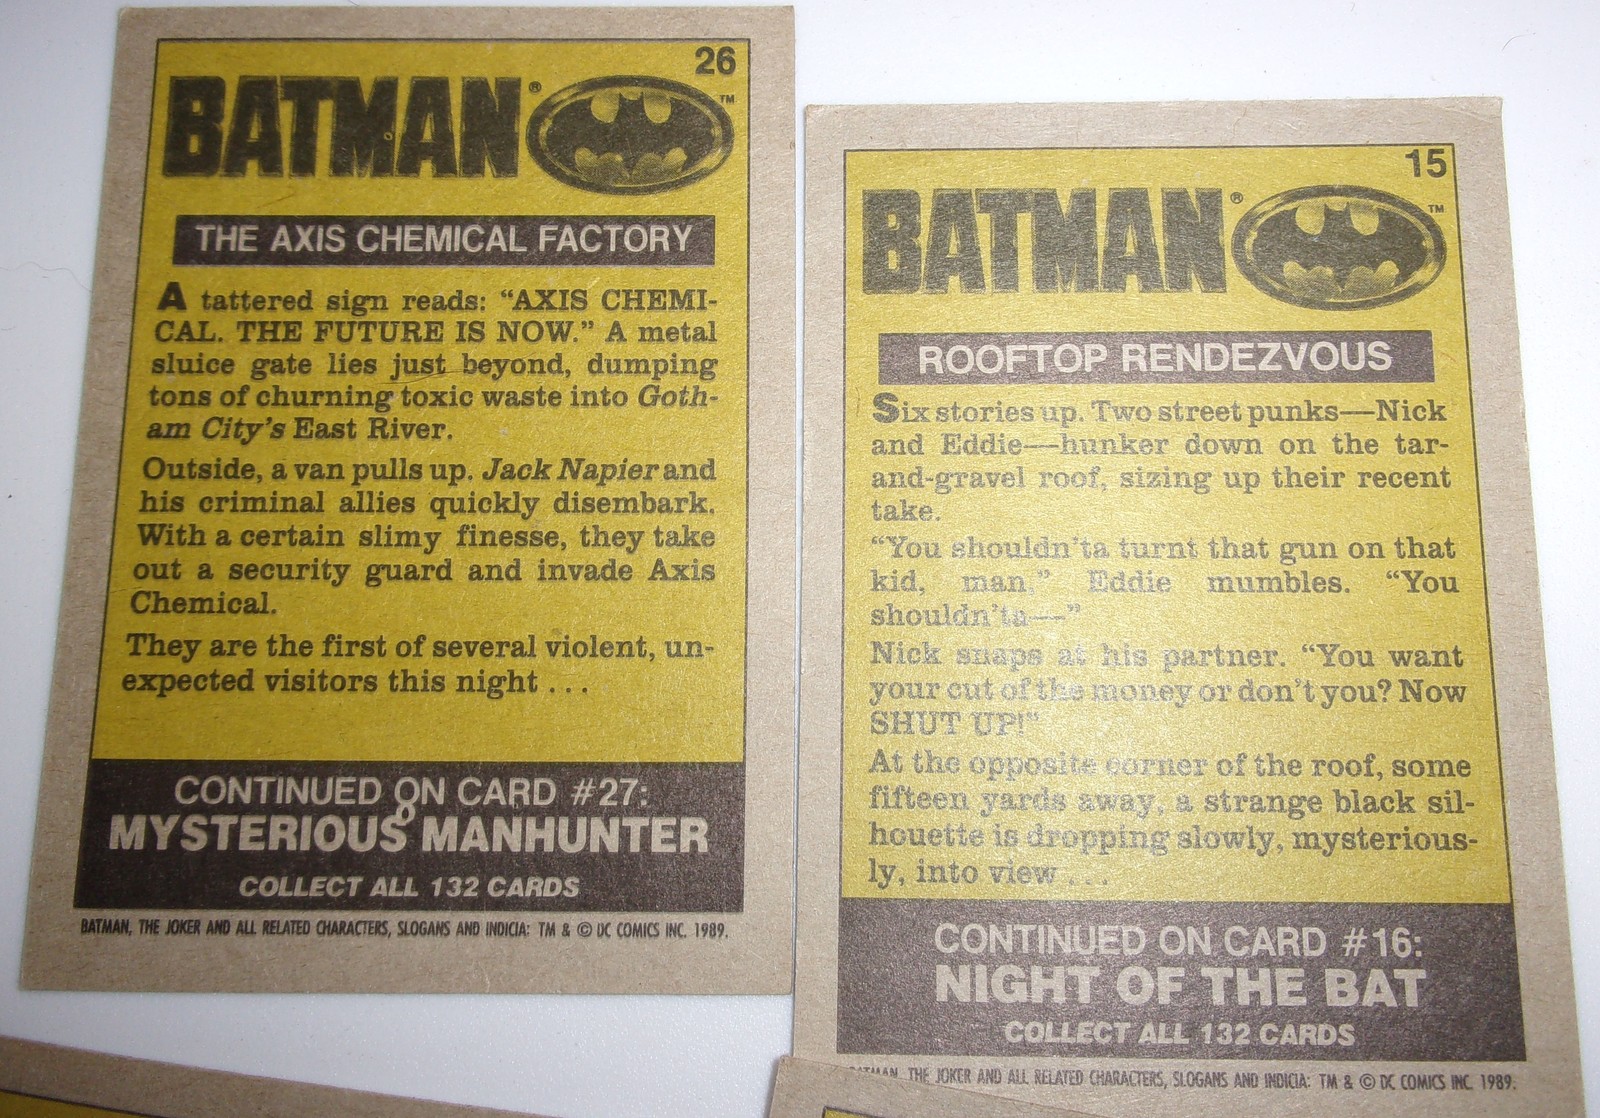 26
BATMAN®
TM
THE AXIS CHEMICAL FACTORY
A tattered sign reads: “AXIS CHEMI-
CAL. THE FUTURE IS NOW.” A metal
sluice gate lies just beyond, dumping
tons of churning toxic waste into Goth-
am City’s East River.
Outside, a van pulls up. Jack Napier and
his criminal allies quickly disembark.
With a certain slimy finesse, they take
out a security guard and invade Axis
Chemical.
They are the first of several violent, un-
expected visitors this night . . .
CONTINUED ON CARD #27:
MYSTERIOUS MANHUNTER
COLLECT ALL 132 CARDS
BATMAN, THE JOKER AND ALL RELATED CHARACTERS, SLOGANS AND INDICIA: TM & © DC COMICS INC. 1989.
15
BATMAN®
TM
ROOFTOP RENDEZVOUS
Six stories up. Two street punks—Nick
and Eddie—hunker down on the tar-
and-gravel roof, sizing up their recent
take.
“You shouldn’ta turnt that gun on that
kid, man,” Eddie mumbles. “You
shouldn’ta—”
Nick snaps at his partner. “You want
your cut of the money or don’t you? Now
SHUT UP!”
At the opposite corner of the roof, some
fifteen yards away, a strange black sil-
houette is dropping slowly, mysterious-
ly, into view . . .
CONTINUED ON CARD #16:
NIGHT OF THE BAT
COLLECT ALL 132 CARDS
BATMAN, THE JOKER AND ALL RELATED CHARACTERS, SLOGANS AND INDICIA: TM & © DC COMICS INC. 1989.